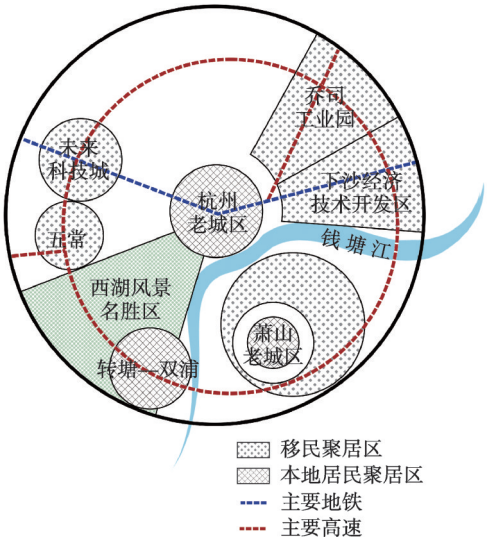 乔司
工业园
未来
科技城
下沙经济
技术开发区
杭州
老城区
五常
钱塘江
西湖风景
名胜区
萧山
老城区
转塘—双浦
移民聚居区
本地居民聚居区
主要地铁
主要高速